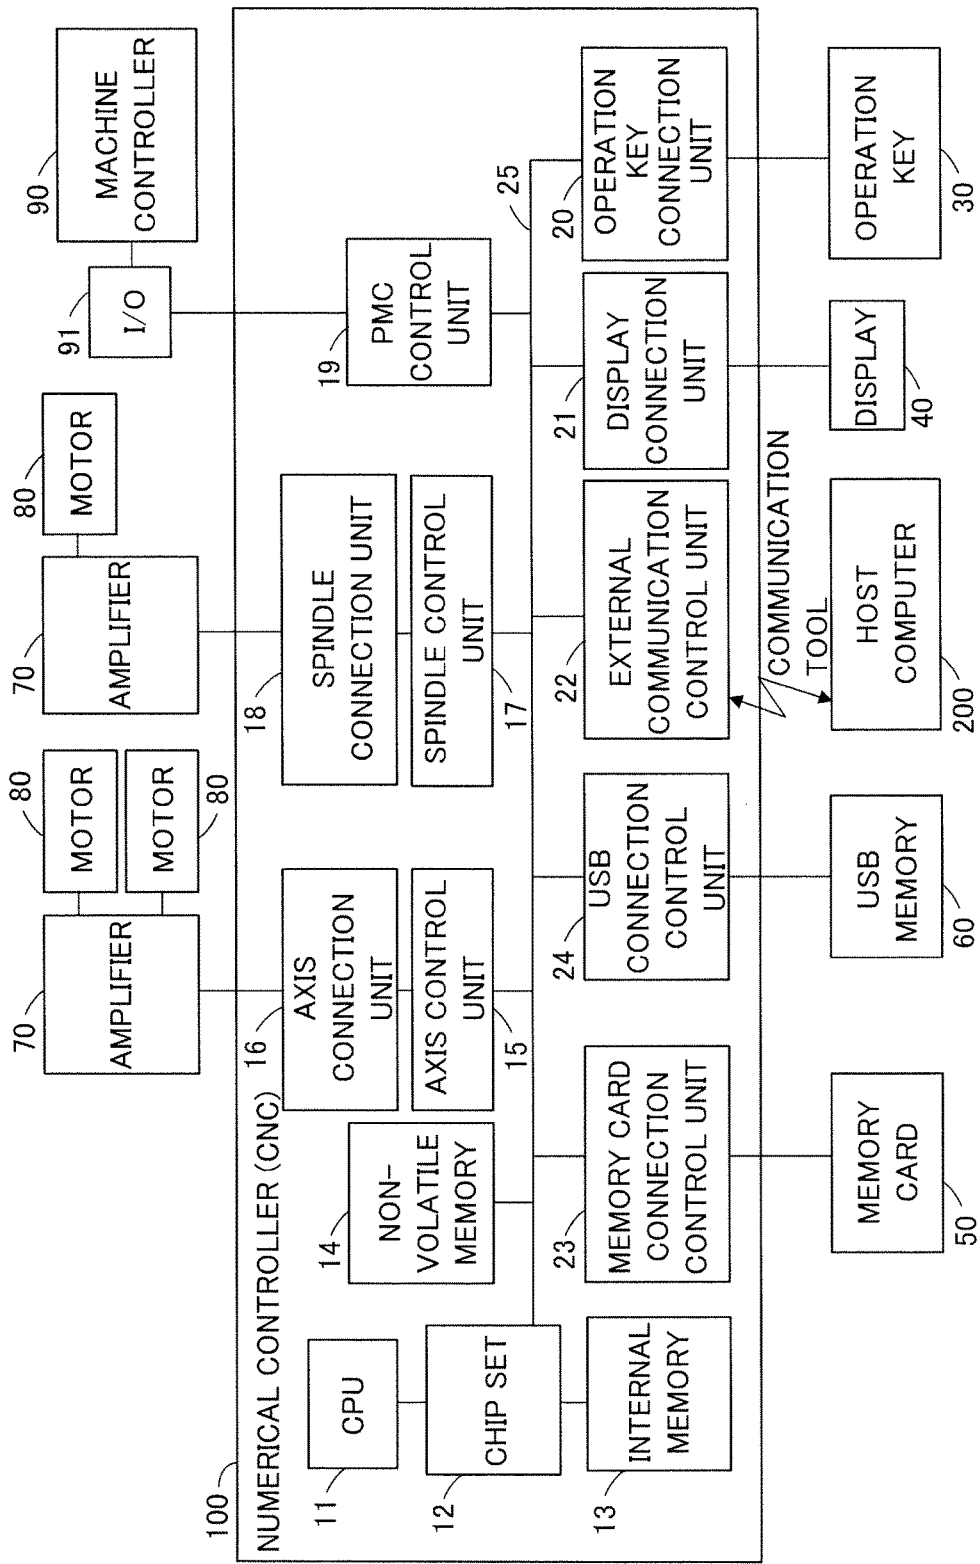 100
NUMERICAL CONTROLLER (CNC)
70
AMPLIFIER
80
MOTOR
MOTOR
80
70
AMPLIFIER
80
MOTOR
91
I/O
90
MACHINE
CONTROLLER
11
CPU
12
CHIP SET
13
INTERNAL
MEMORY
14
NON-
VOLATILE
MEMORY
16
AXIS
CONNECTION
UNIT
AXIS CONTROL
UNIT
15
18
SPINDLE
CONNECTION UNIT
SPINDLE CONTROL
UNIT
17
19
PMC
CONTROL
UNIT
25
23
MEMORY CARD
CONNECTION
CONTROL UNIT
24
USB
CONNECTION
CONTROL
UNIT
22
EXTERNAL
COMMUNICATION
CONTROL UNIT
21
DISPLAY
CONNECTION
UNIT
20
OPERATION
KEY
CONNECTION
UNIT
COMMUNICATION
TOOL
MEMORY
CARD
50
USB
MEMORY
60
HOST
COMPUTER
200
DISPLAY
40
OPERATION
KEY
30